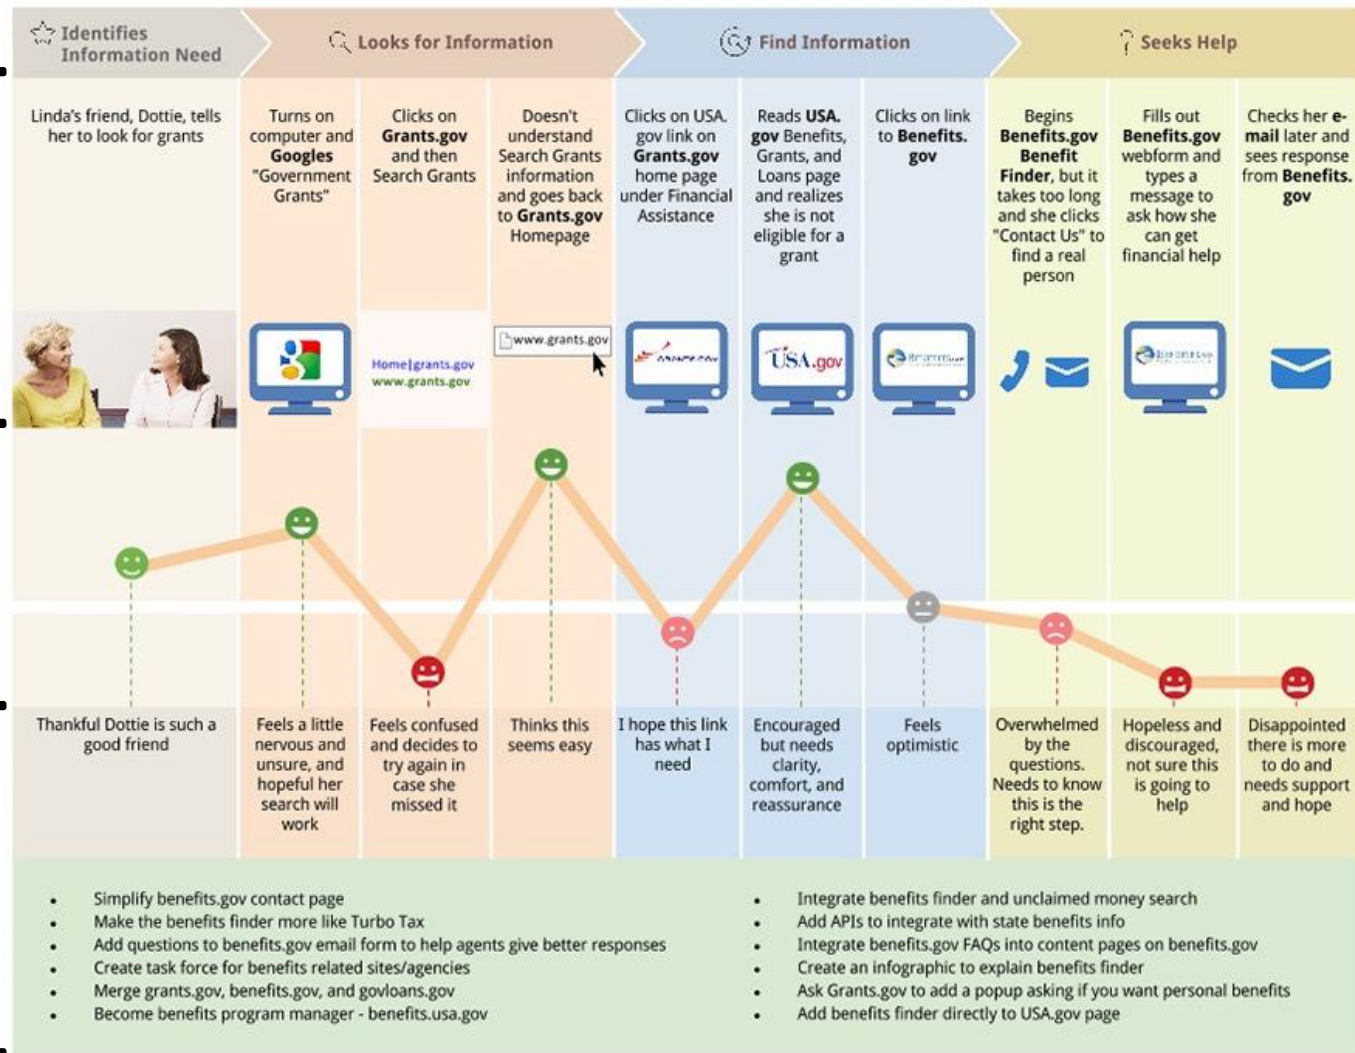 Identifies
Information Need
Looks for Information
Find Information
Seeks Help
Linda's friend, Dottie, tells
her to look for grants
Turns on
computer and
Googles
"Government
Grants"
Clicks on
Grants.gov
and then
Search Grants
Doesn't
understand
Search Grants
information
and goes back
to Grants.gov
Homepage
Clicks on USA.
gov link on
Grants.gov
home page
under Financial
Assistance
Reads USA.
gov Benefits,
Grants, and
Loans page
and realizes
she is not
eligible for a
grant
Clicks on link
to Benefits.
gov
Begins
Benefits.gov
Benefit
Finder, but it
takes too long
and she clicks
"Contact Us" to
find a real
person
Fills out
Benefits.gov
webform and
types a
message to
ask how she
can get
financial help
Checks her e-
mail later and
sees response
from Benefits.
gov
Home|grants.gov
www.grants.gov
www.grants.gov
USA.gov
Thankful Dottie is such a
good friend
Feels a little
nervous and
unsure, and
hopeful her
search will
work
Feels confused
and decides to
try again in
case she
missed it
Thinks this
seems easy
I hope this link
has what I
need
Encouraged
but needs
clarity,
comfort, and
reassurance
Feels
optimistic
Overwhelmed
by the
questions.
Needs to know
this is the
right step.
Hopeless and
discouraged,
not sure this
is going to
help
Disappointed
there is more
to do and
needs support
and hope
• Simplify benefits.gov contact page
• Make the benefits finder more like Turbo Tax
• Add questions to benefits.gov email form to help agents give better responses
• Create task force for benefits related sites/agencies
• Merge grants.gov, benefits.gov, and govloans.gov
• Become benefits program manager - benefits.usa.gov
• Integrate benefits finder and unclaimed money search
• Add APIs to integrate with state benefits info
• Integrate benefits.gov FAQs into content pages on benefits.gov
• Create an infographic to explain benefits finder
• Ask Grants.gov to add a popup asking if you want personal benefits
• Add benefits finder directly to USA.gov page